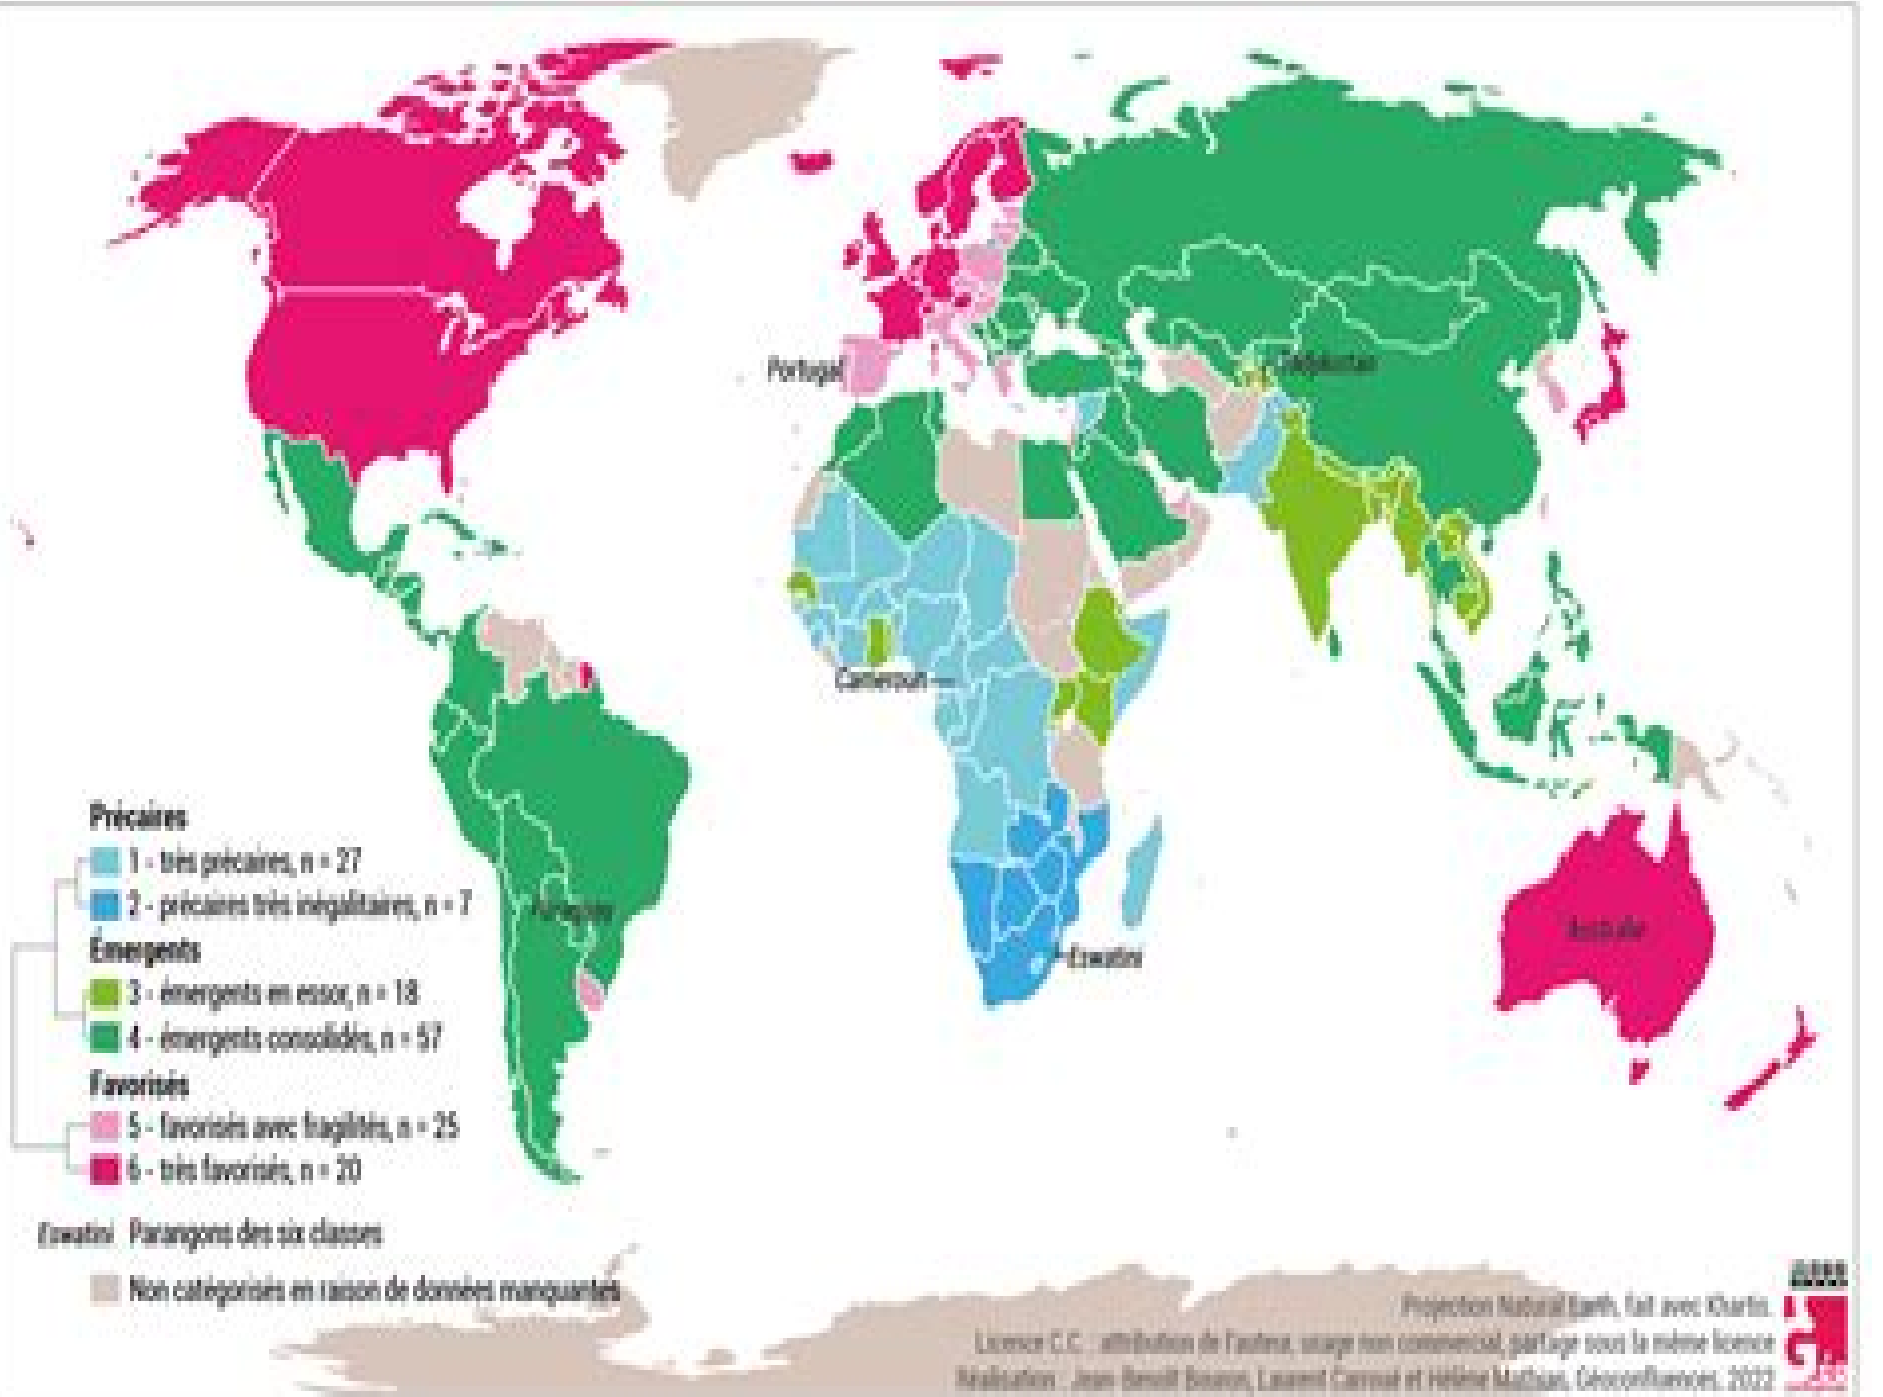 Portugal
Tadjikistan
Cameroun
Paraguay
Eswatini
Australie
Précaires
1 - très précaires, n = 27
2 - précaires très inégalitaires, n = 7
Émergents
3 - émergents en essor, n = 18
4 - émergents consolidés, n = 57
Favorisés
5 - favorisés avec fragilités, n = 25
6 - très favorisés, n = 20
Eswatini Parangons des six classes
Non catégorisés en raison de données manquantes
Projection Natural Earth, fait avec Khartis.
Licence C.C. : attribution de l'auteur, usage non commercial, partage sous la même licence
Réalisation : Jean-Benoît Bouron, Laurent Carroué et Hélène Mathian, Géoconfluences, 2022